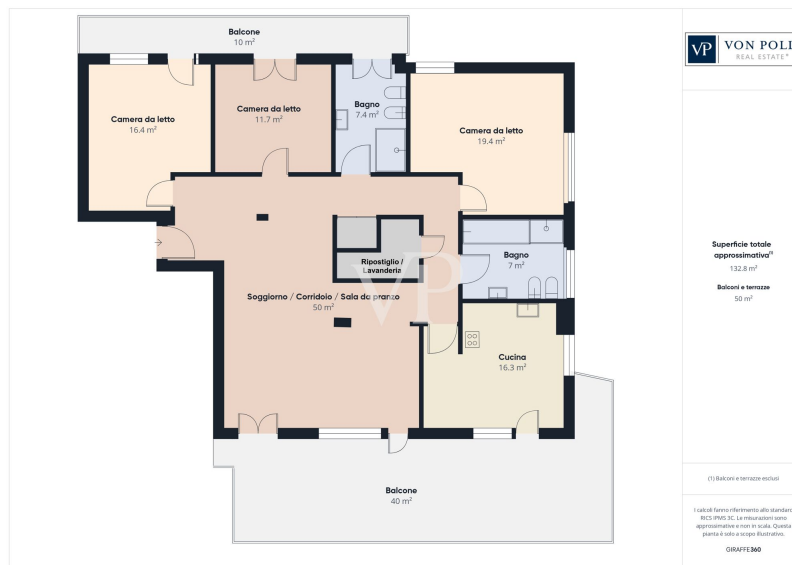 Balcone
10 m²
Camera da letto
16.4 m²
Camera da letto
11.7 m²
Bagno
7.4 m²
Camera da letto
19.4 m²
Ripostiglio /
Lavanderia
Bagno
7 m²
Soggiorno / Corridoio / Sala da pranzo
50 m²
Cucina
16.3 m²
Balcone
40 m²
VP
VP
REAL ESTATE®
Superficie totale
approssimativa⁽¹⁾
132.8 m²
Balconi e terrazze
50 m²
(1) Balconi e terrazze esclusi
I calcoli fanno riferimento allo standard
RICS IPMS 3C. Le misurazioni sono
approssimative e non in scala. Questa
pianta è solo a scopo illustrativo.
GIRAFFE360
VON POLL